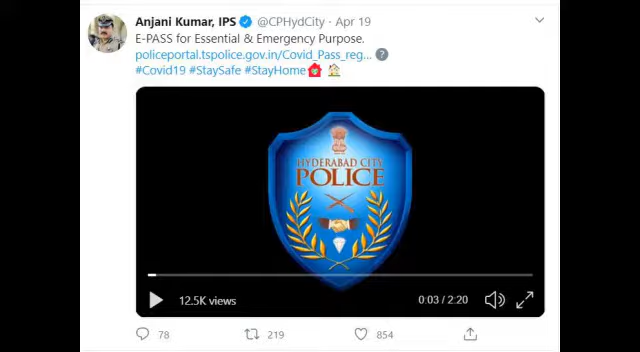 Anjani Kumar, IPS @CPHydCity · Apr 19
E-PASS for Essential & Emergency Purpose.
policeportal.tspolice.gov.in/Covid_Pass_reg... ?
#Covid19 #StaySafe #StayHome
HYDERABAD CITY
POLICE
12.5K views 0:03 / 2:20
78 219 854